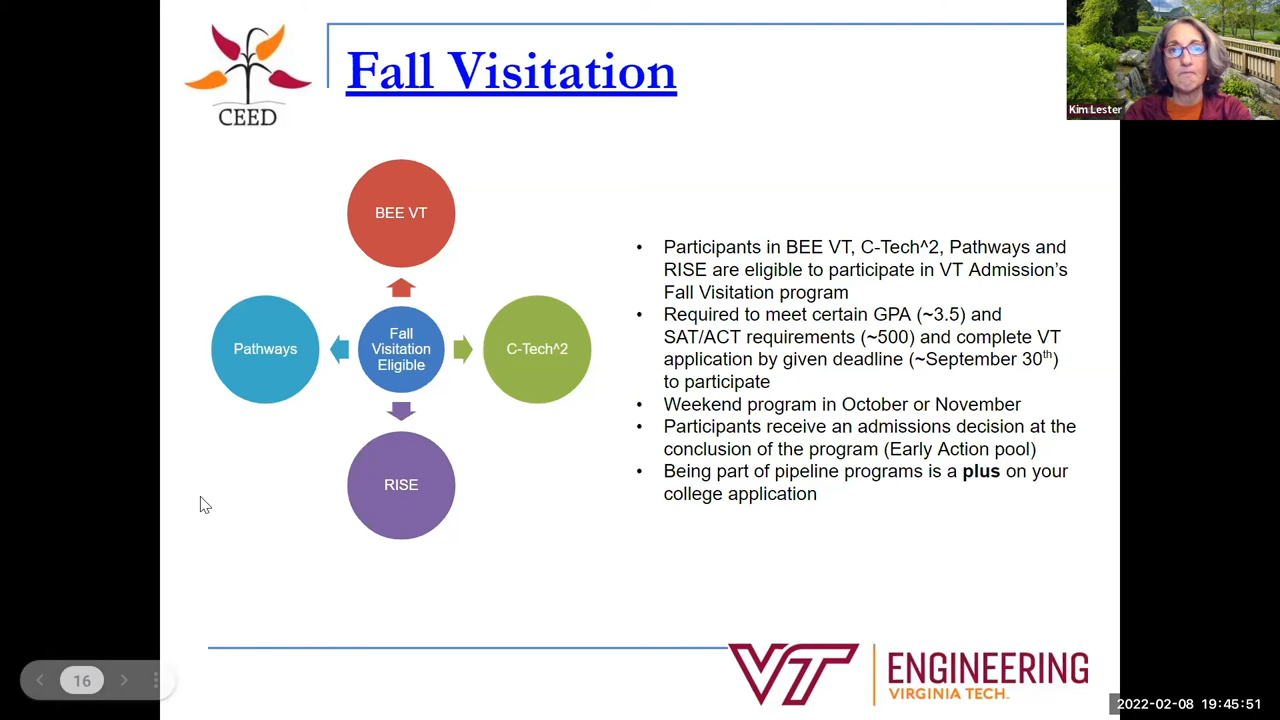 Fall Visitation
CEED
Kim Lester
BEE VT
Pathways
Fall
Visitation
Eligible
C-Tech^2
RISE
• Participants in BEE VT, C-Tech^2, Pathways and
RISE are eligible to participate in VT Admission's
Fall Visitation program
• Required to meet certain GPA (~3.5) and
SAT/ACT requirements (~500) and complete VT
application by given deadline (~September 30th)
to participate
• Weekend program in October or November
• Participants receive an admissions decision at the
conclusion of the program (Early Action pool)
• Being part of pipeline programs is a plus on your
college application
16
VT
ENGINEERING
VIRGINIA TECH.
2022-02-08 19:45:51